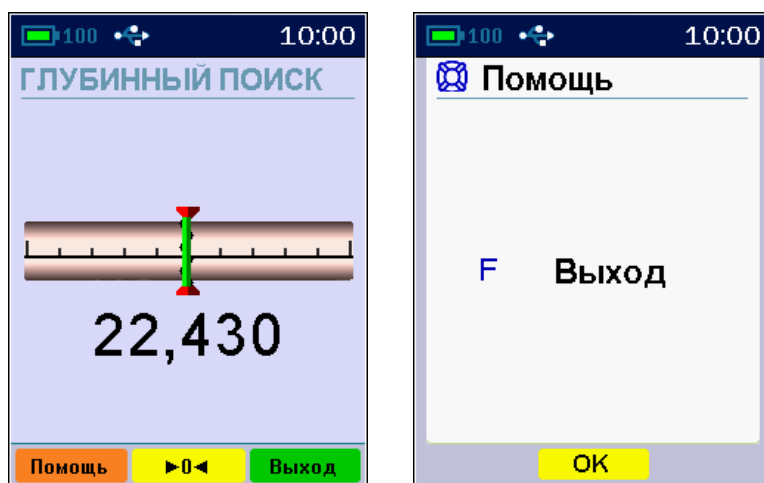 100 10:00
ГЛУБИННЫЙ ПОИСК
22,430
Помощь ►0◄ Выход
100 10:00
Помощь
F Выход
OK